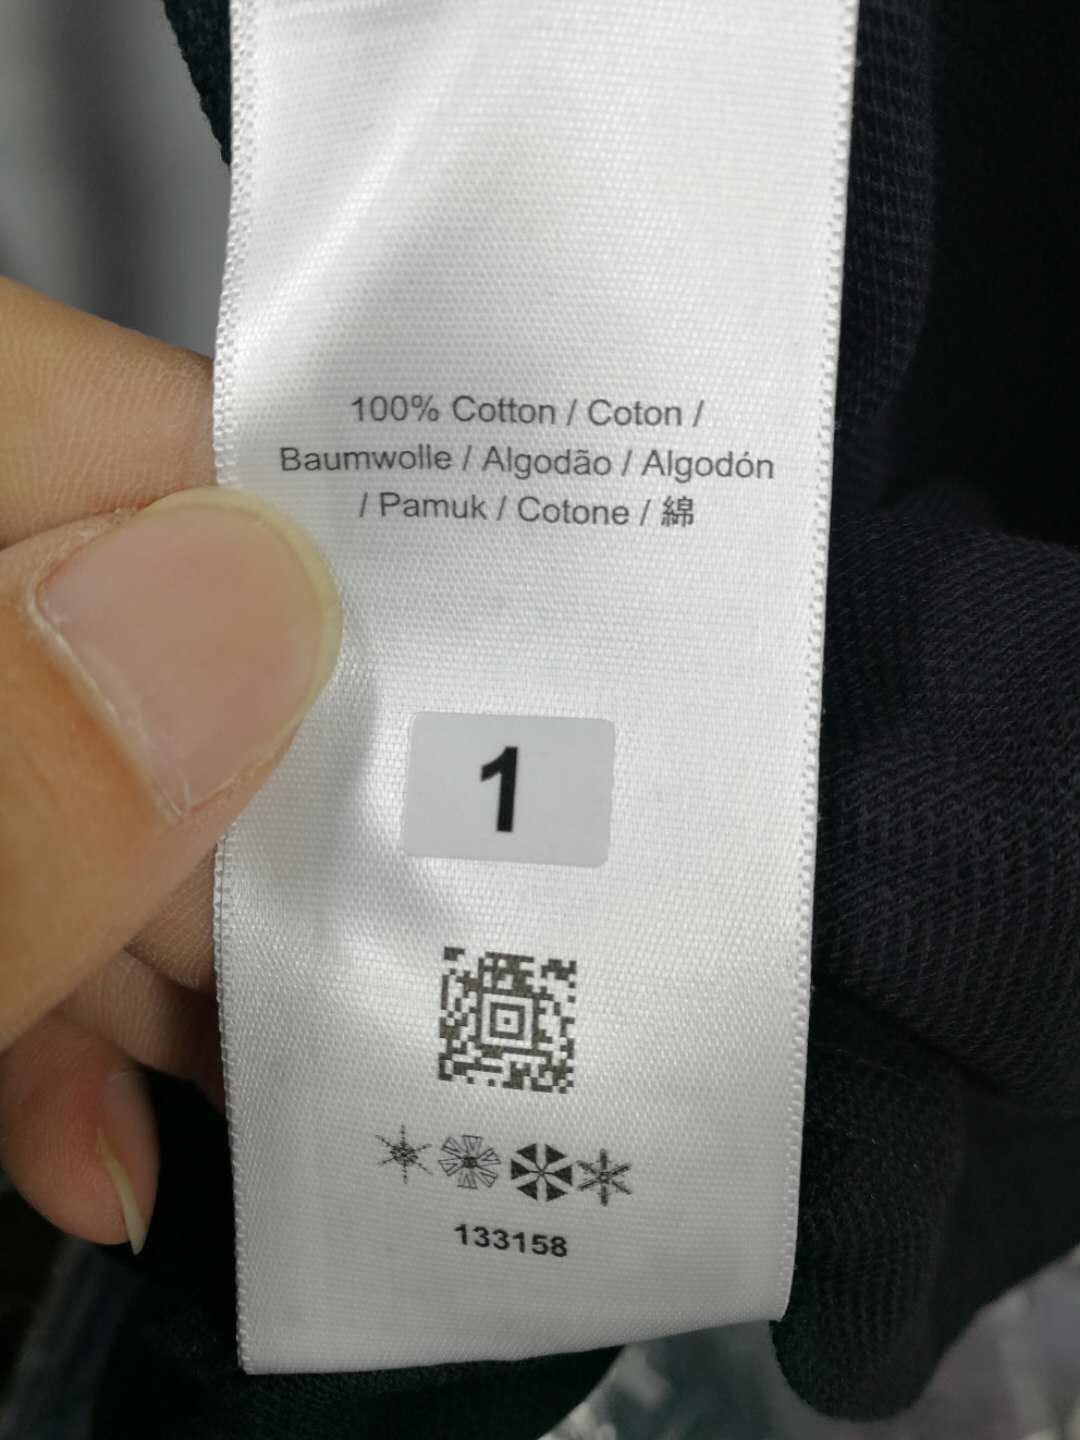 100% Cotton / Coton /
Baumwolle / Algodão / Algodón
/ Pamuk / Cotone / 綿
1
133158